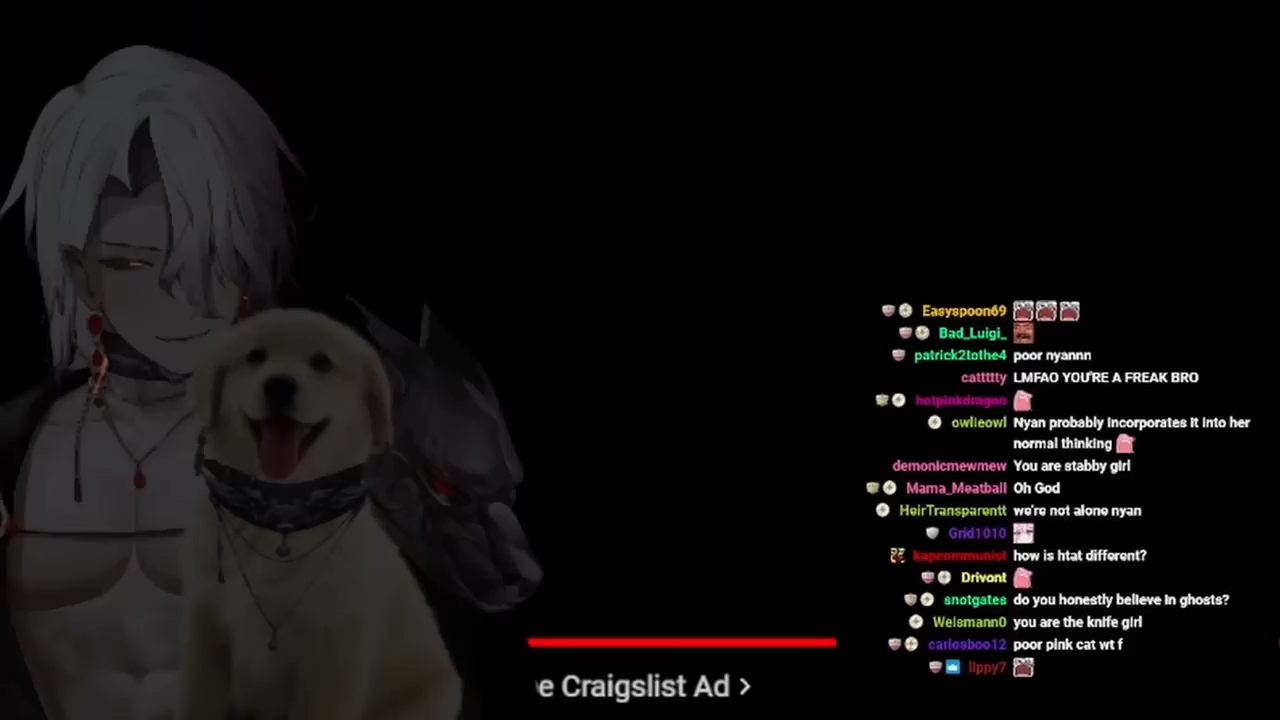 Easyspoon69
Bad_Luigi_
patrick2tothe4 poor nyannn
cattttty LMFAO YOU'RE A FREAK BRO
hotpinkdragon
owlieowl Nyan probably incorporates it into her
normal thinking
demonicmewmew You are stabby girl
Mama_Meatball Oh God
HeirTransparentt we're not alone nyan
Grid1010
kapcommunist how is htat different?
Drivont
snotgates do you honestly believe in ghosts?
Weismann0 you are the knife girl
carlosboo12 poor pink cat wt f
lippy7
e Craigslist Ad >